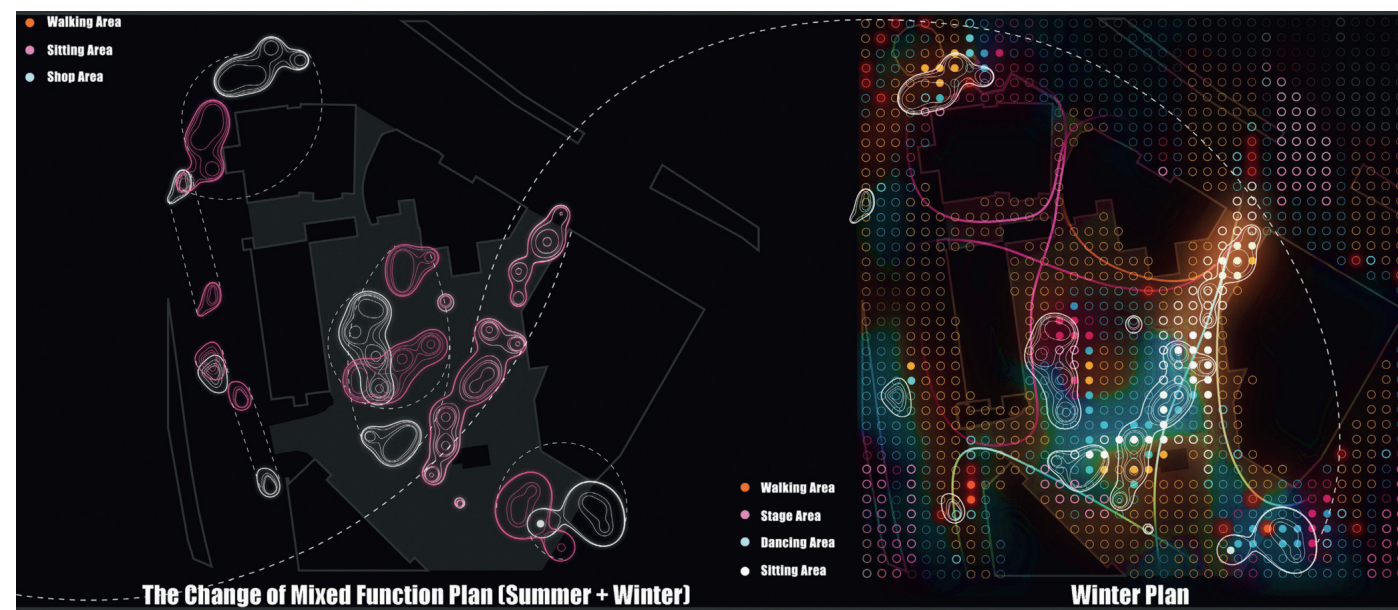 Walking Area
Sitting Area
Shop Area
Walking Area
Stage Area
Dancing Area
Sitting Area
The Change of Mixed Function Plan (Summer + Winter)
Winter Plan